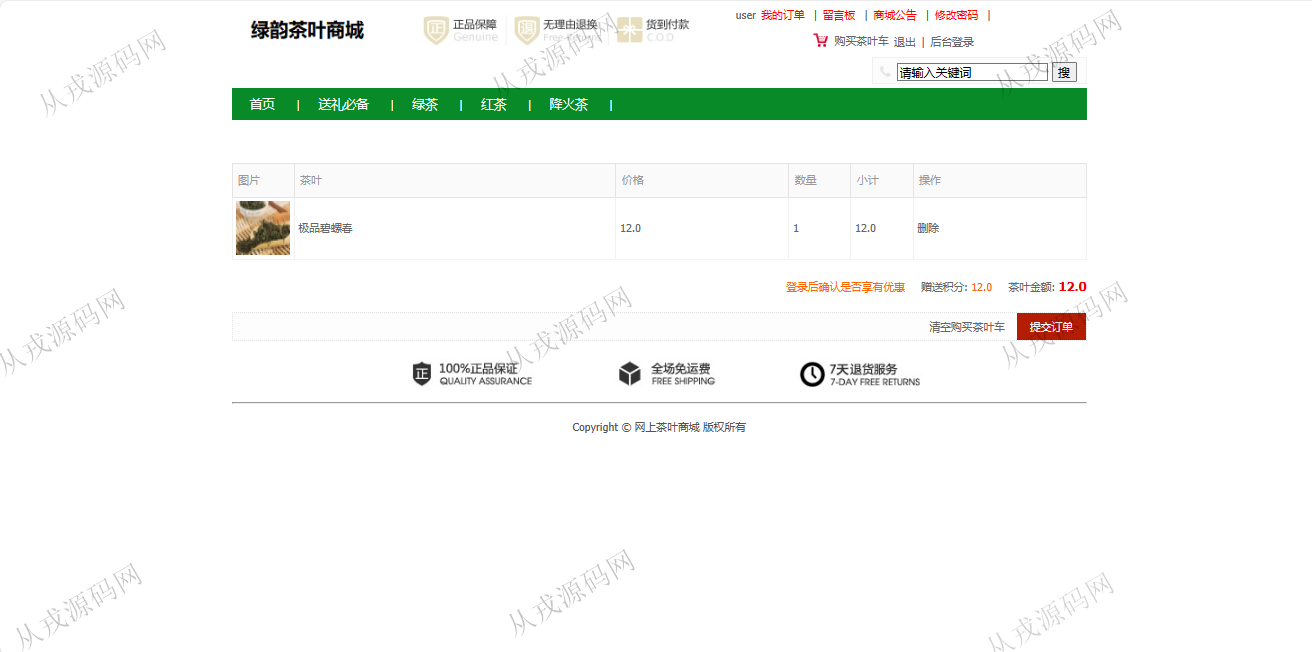 绿韵茶叶商城
正品保障
Genuine
无理由退换
Free Returns
货到付款
C.O.D
user 我的订单 | 留言板 | 商城公告 | 修改密码 |
购买茶叶车 退出 | 后台登录
请输入关键词 搜
首页 | 送礼必备 | 绿茶 | 红茶 | 降火茶 |
图片 茶叶 价格 数量 小计 操作
极品碧螺春 12.0 1 12.0 删除
登录后确认是否享有优惠 赠送积分: 12.0 茶叶金额: 12.0
清空购买茶叶车 提交订单
正 100%正品保证
QUALITY ASSURANCE
全场免运费
FREE SHIPPING
7天退货服务
7-DAY FREE RETURNS
Copyright © 网上茶叶商城 版权所有
从戎源码网
从戎源码网
从戎源码网
从戎源码网
从戎源码网
从戎源码网
从戎源码网
从戎源码网
从戎源码网